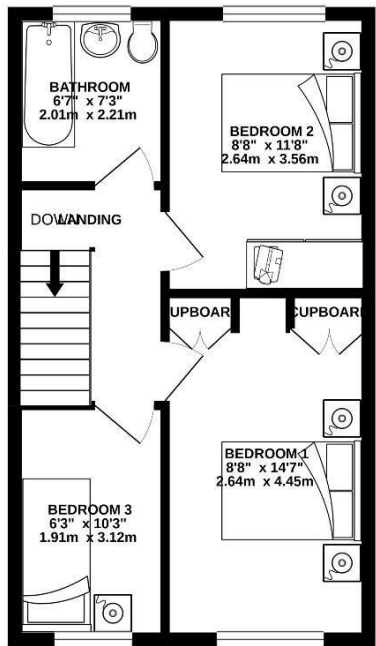 BATHROOM
6'7" x 7'3"
2.01m x 2.21m
BEDROOM 2
8'8" x 11'8"
2.64m x 3.56m
DOWN
LANDING
UPBOAR
CUPBOAR
BEDROOM 1
8'8" x 14'7"
2.64m x 4.45m
BEDROOM 3
6'3" x 10'3"
1.91m x 3.12m